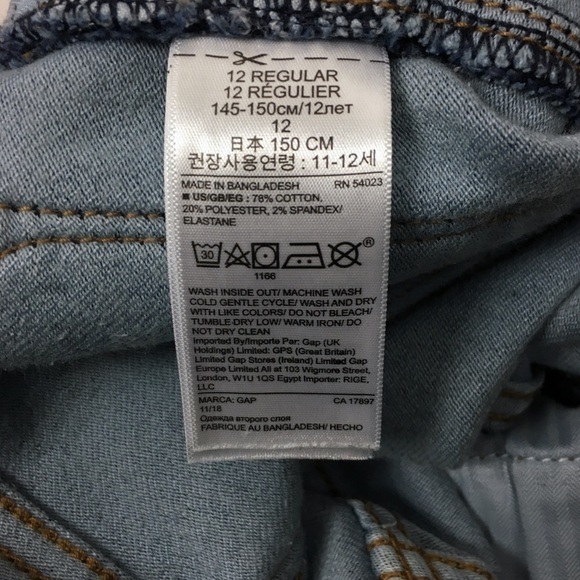 12 REGULAR
12 RÉGULIER
145-150см/12лет
12
日本 150 CM
권장사용연령 : 11-12세
MADE IN BANGLADESH RN 54023
■ US/GB/EG : 78% COTTON,
20% POLYESTER, 2% SPANDEX/
ELASTANE
30
®
1166
WASH INSIDE OUT/ MACHINE WASH
COLD GENTLE CYCLE/ WASH AND DRY
WITH LIKE COLORS/ DO NOT BLEACH/
TUMBLE DRY LOW/ WARM IRON/ DO
NOT DRY CLEAN
Imported By/Importe Par: Gap (UK
Holdings) Limited: GPS (Great Britain)
Limited Gap Stores (Ireland) Limited Gap
Europe Limited All at 103 Wigmore Street,
London, W1U 1QS Egypt Importer: RIGE,
LLC
MARCA: GAP CA 17897
11/18
Одежда второго слоя
FABRIQUE AU BANGLADESH/ HECHO